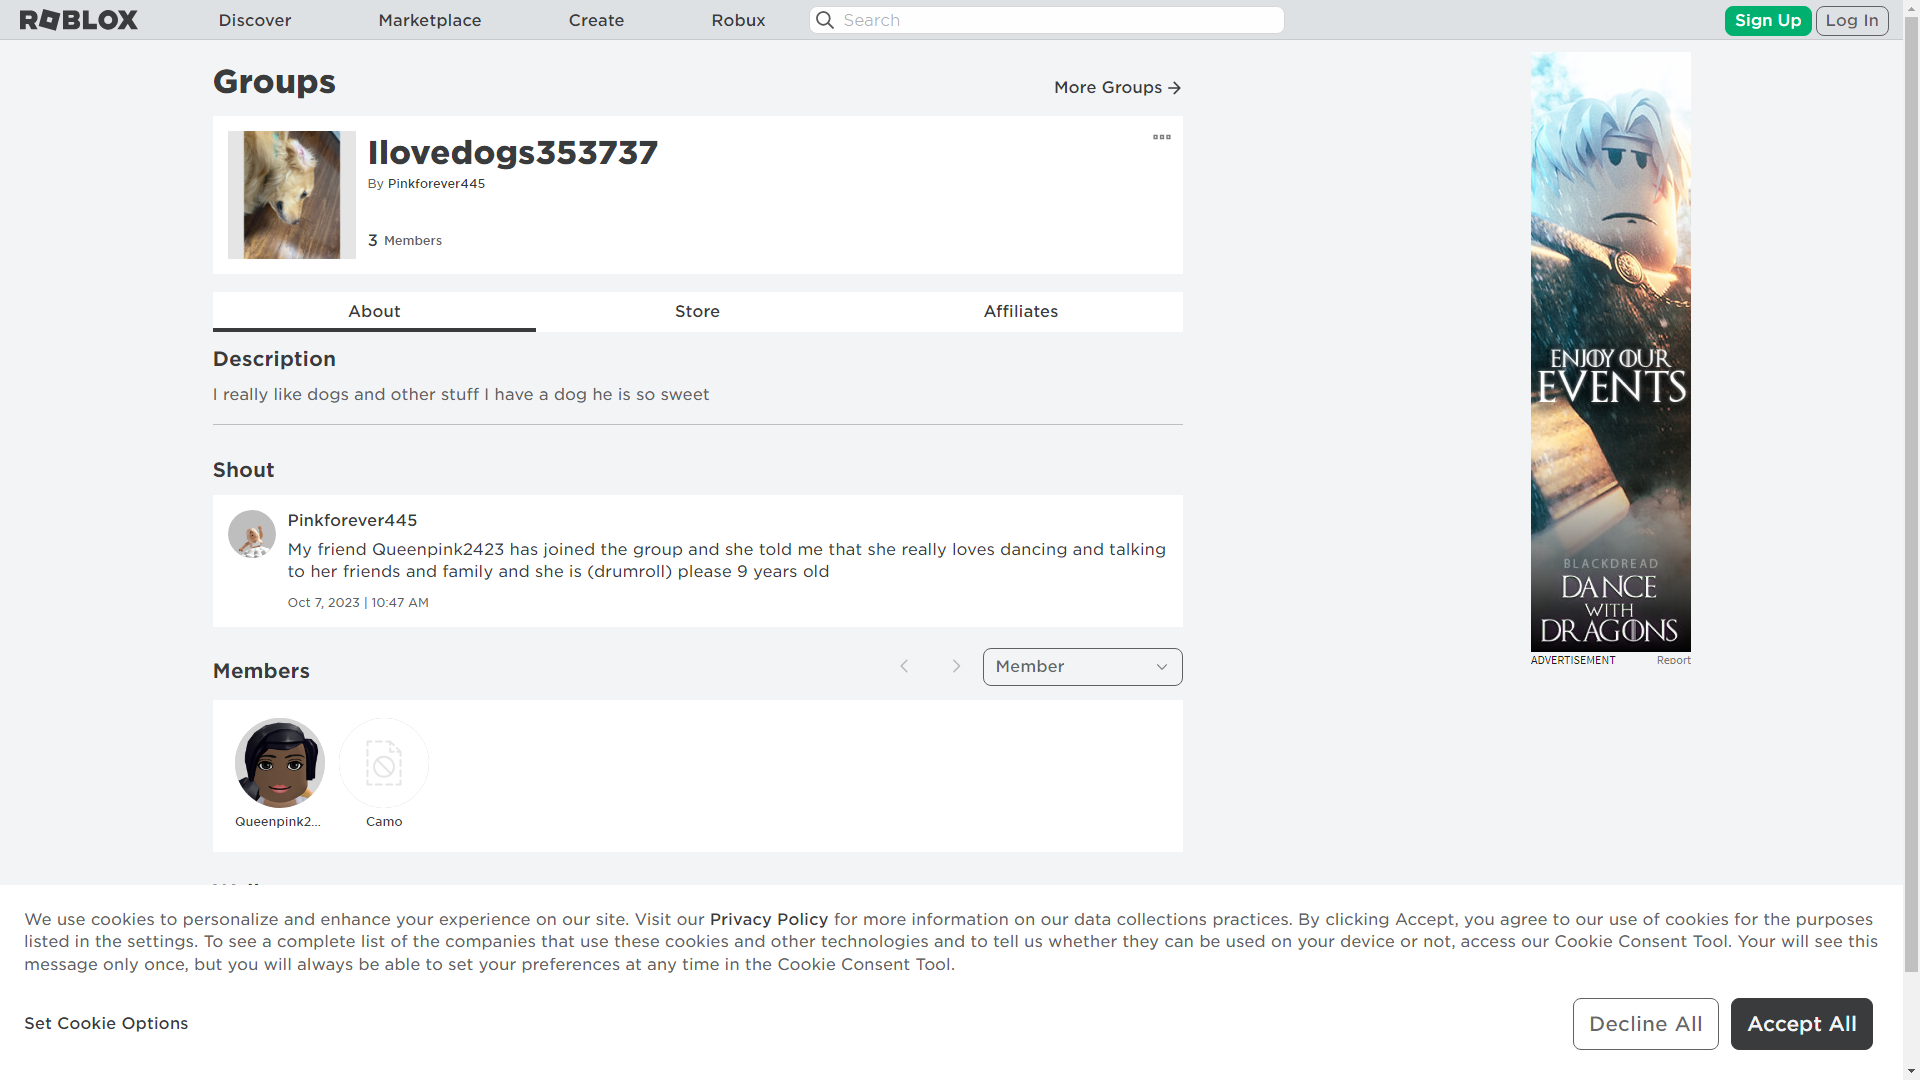 ROBLOX
Discover
Marketplace
Create
Robux
Search
Sign Up
Log In
Groups
More Groups
Ilovedogs353737
By Pinkforever445
3 Members
About
Store
Affiliates
Description
I really like dogs and other stuff I have a dog he is so sweet
Shout
Pinkforever445
My friend Queenpink2423 has joined the group and she told me that she really loves dancing and talking
to her friends and family and she is (drumroll) please 9 years old
Oct 7, 2023 | 10:47 AM
Members
Member
Queenpink2...
Camo
ENJOY OUR
EVENTS
BLACKDREAD
DANCE
WITH
DRAGONS
ADVERTISEMENT
Report
We use cookies to personalize and enhance your experience on our site. Visit our Privacy Policy for more information on our data collections practices. By clicking Accept, you agree to our use of cookies for the purposes
listed in the settings. To see a complete list of the companies that use these cookies and other technologies and to tell us whether they can be used on your device or not, access our Cookie Consent Tool. Your will see this
message only once, but you will always be able to set your preferences at any time in the Cookie Consent Tool.
Set Cookie Options
Decline All
Accept All